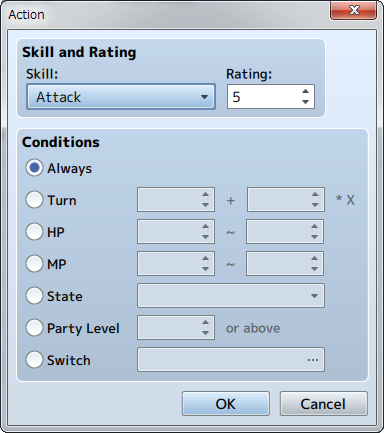 Action
Skill and Rating
Skill: Rating:
Attack 5
Conditions
Always
Turn + * X
HP ~
MP ~
State
Party Level or above
Switch ...
OK Cancel